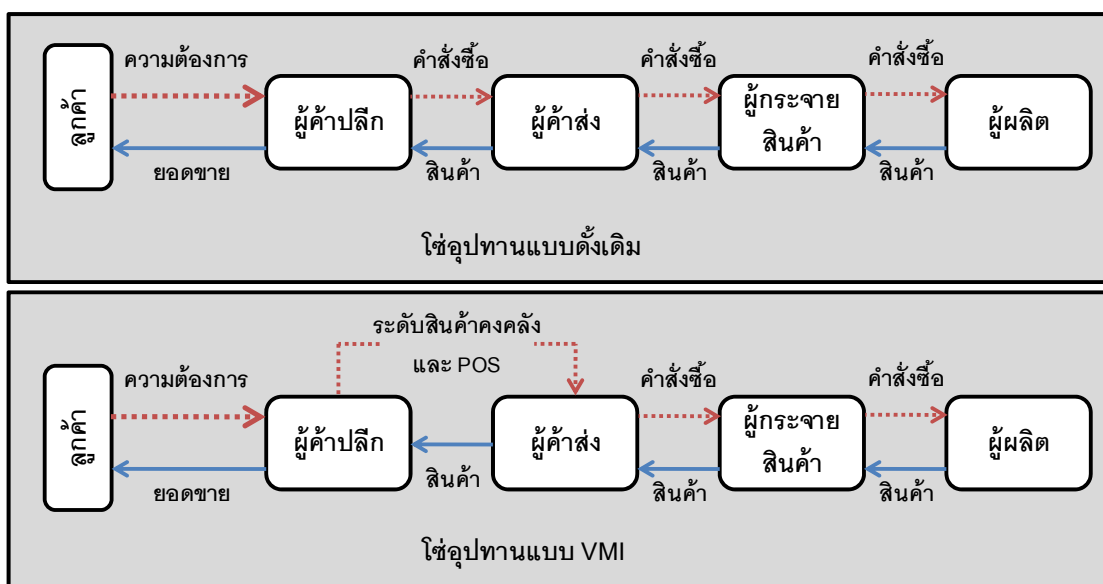 ความต้องการ
คำสั่งซื้อ
คำสั่งซื้อ
คำสั่งซื้อ
ลูกค้า
ผู้ค้าปลีก
ผู้ค้าส่ง
ผู้กระจาย
สินค้า
ผู้ผลิต
ยอดขาย
สินค้า
สินค้า
สินค้า
โซ่อุปทานแบบดั้งเดิม
ระดับสินค้าคงคลัง
และ POS
ความต้องการ
คำสั่งซื้อ
คำสั่งซื้อ
ลูกค้า
ผู้ค้าปลีก
ผู้ค้าส่ง
ผู้กระจาย
สินค้า
ผู้ผลิต
ยอดขาย
สินค้า
สินค้า
สินค้า
โซ่อุปทานแบบ VMI